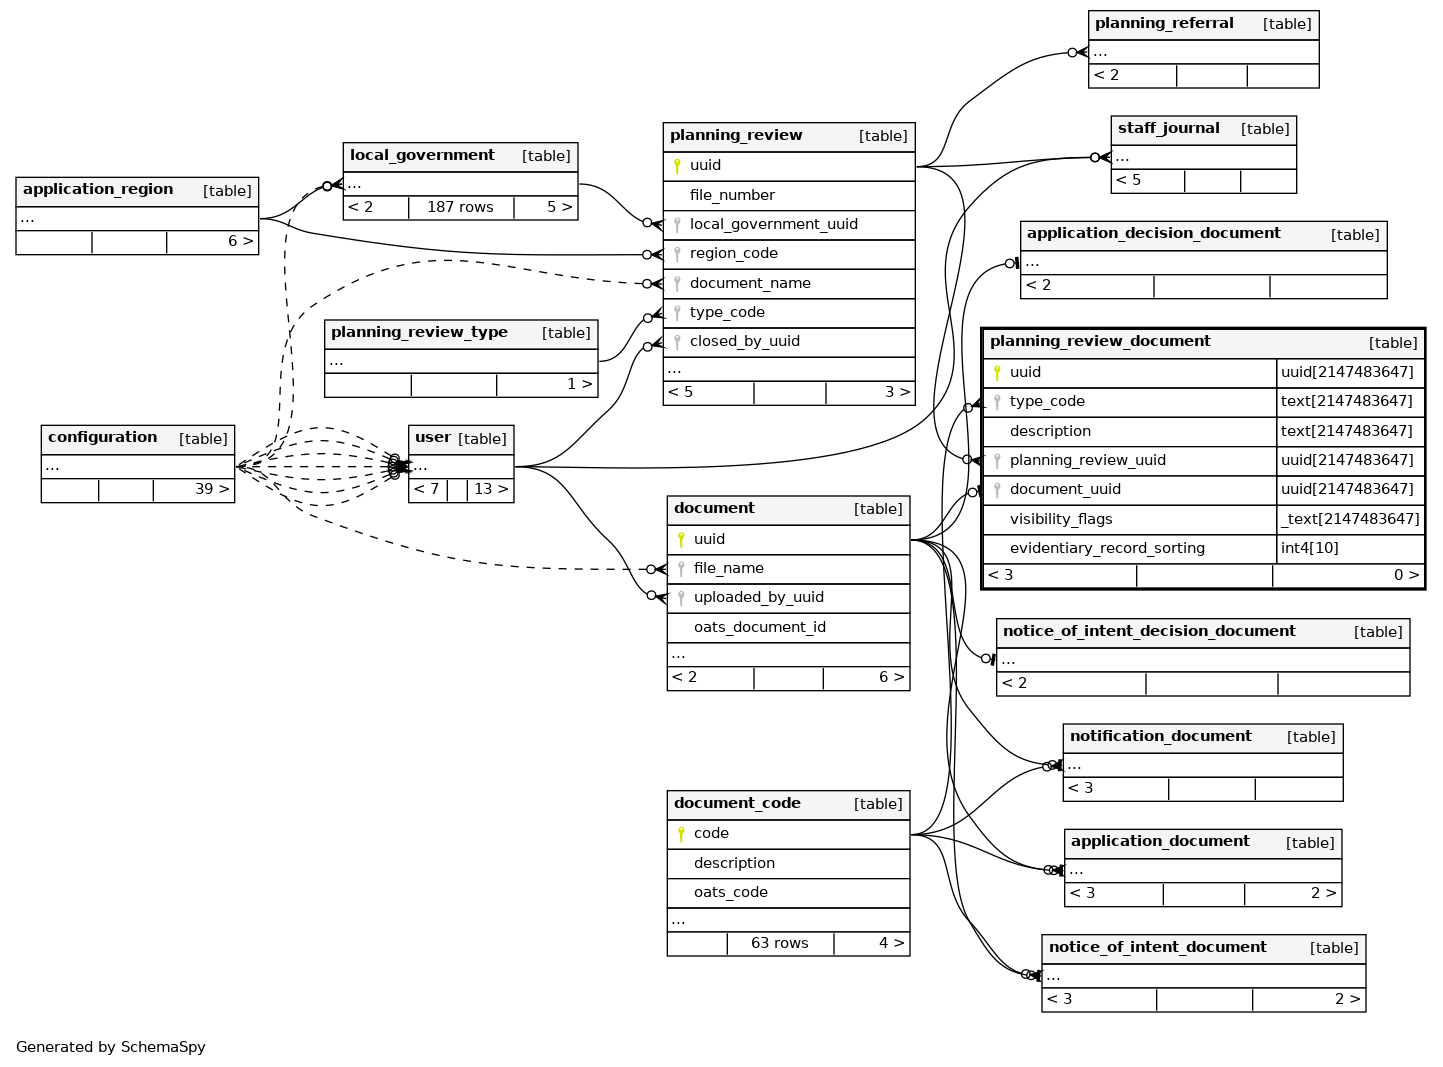 planning_referral [table]
...
< 2
staff_journal [table]
...
< 5
planning_review [table]
uuid
file_number
local_government_uuid
region_code
document_name
type_code
closed_by_uuid
...
< 5 3 >
local_government [table]
...
< 2 187 rows 5 >
application_region [table]
...
6 >
application_decision_document [table]
...
< 2
planning_review_type [table]
...
1 >
planning_review_document [table]
uuid uuid[2147483647]
type_code text[2147483647]
description text[2147483647]
planning_review_uuid uuid[2147483647]
document_uuid uuid[2147483647]
visibility_flags _text[2147483647]
evidentiary_record_sorting int4[10]
< 3 0 >
configuration [table]
...
39 >
user [table]
...
< 7 13 >
document [table]
uuid
file_name
uploaded_by_uuid
oats_document_id
...
< 2 6 >
notice_of_intent_decision_document [table]
...
< 2
notification_document [table]
...
< 3
document_code [table]
code
description
oats_code
...
63 rows 4 >
application_document [table]
...
< 3 2 >
notice_of_intent_document [table]
...
< 3 2 >
Generated by SchemaSpy